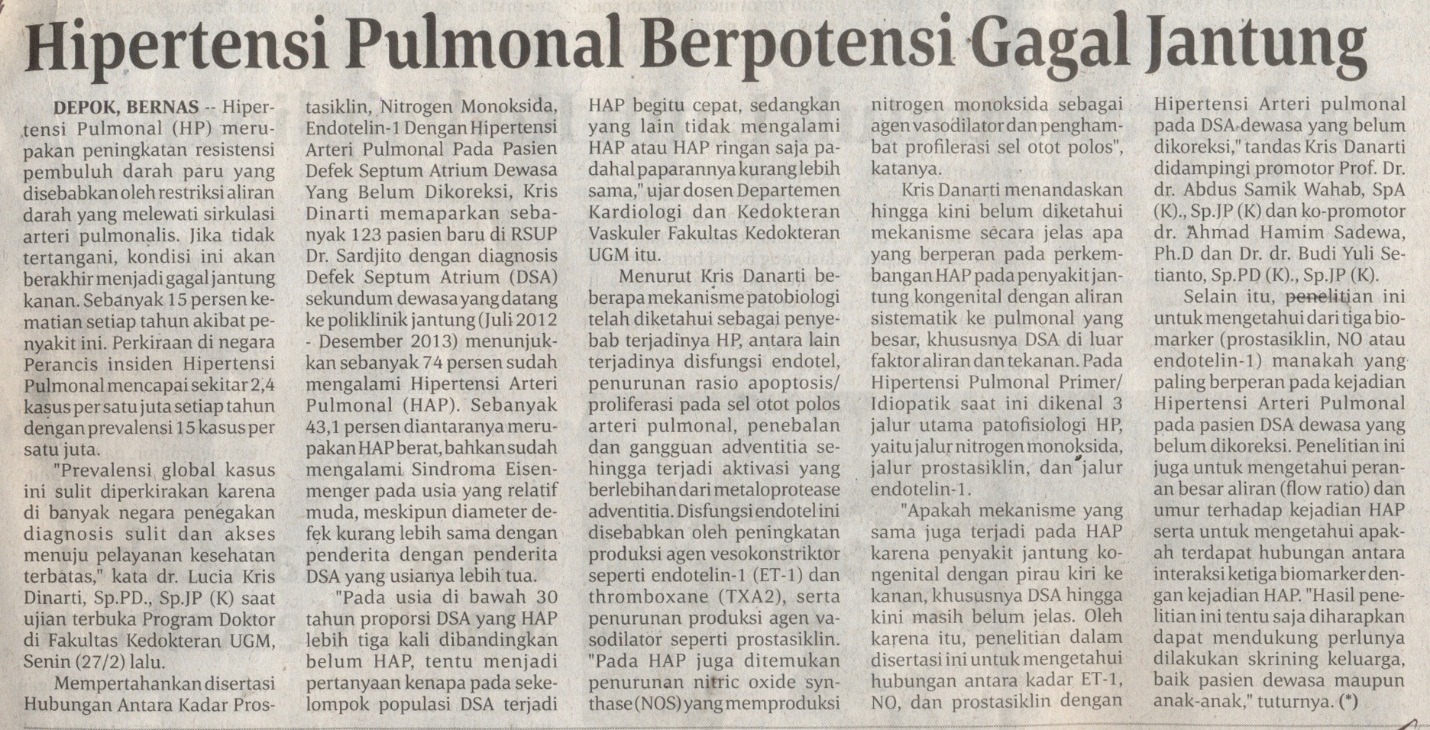 Hipertensi Pulmonal Berpotensi Gagal Jantung
DEPOK, BERNAS -- Hiper-
tensi Pulmonal (HP) meru-
pakan peningkatan resistensi
pembuluh darah paru yang
disebabkan oleh restriksi aliran
darah yang melewati sirkulasi
arteri pulmonalis. Jika tidak
tertangani, kondisi ini akan
berakhir menjadi gagal jantung
kanan. Sebanyak 15 persen ke-
matian setiap tahun akibat pe-
nyakit ini. Perkiraan di negara
Perancis insiden Hipertensi
Pulmonal mencapai sekitar 2,4
kasus per satu juta setiap tahun
dengan prevalensi 15 kasus per
satu juta.
"Prevalensi global kasus
ini sulit diperkirakan karena
di banyak negara penegakan
diagnosis sulit dan akses
menuju pelayanan kesehatan
terbatas," kata dr. Lucia Kris
Dinarti, Sp.PD., Sp.JP (K) saat
ujian terbuka Program Doktor
di Fakultas Kedokteran UGM,
Senin (27/2) lalu.
Mempertahankan disertasi
Hubungan Antara Kadar Pros-
tasiklin, Nitrogen Monoksida,
Endotelin-1 Dengan Hipertensi
Arteri Pulmonal Pada Pasien
Defek Septum Atrium Dewasa
Yang Belum Dikoreksi, Kris
Dinarti memaparkan seba-
nyak 123 pasien baru di RSUP
Dr. Sardjito dengan diagnosis
Defek Septum Atrium (DSA)
sekundum dewasa yang datang
ke poliklinik jantung (Juli 2012
- Desember 2013) menunjuk-
kan sebanyak 74 persen sudah
mengalami Hipertensi Arteri
Pulmonal (HAP). Sebanyak
43,1 persen diantaranya meru-
pakan HAP berat, bahkan sudah
mengalami Sindroma Eisen-
menger pada usia yang relatif
muda, meskipun diameter de-
fek kurang lebih sama dengan
penderita dengan penderita
DSA yang usianya lebih tua.
"Pada usia di bawah 30
tahun proporsi DSA yang HAP
lebih tiga kali dibandingkan
belum HAP, tentu menjadi
pertanyaan kenapa pada seke-
lompok populasi DSA terjadi
HAP begitu cepat, sedangkan
yang lain tidak mengalami
HAP atau HAP ringan saja pa-
dahal paparannya kurang lebih
sama," ujar dosen Departemen
Kardiologi dan Kedokteran
Vaskuler Fakultas Kedokteran
UGM itu.
Menurut Kris Danarti be-
berapa mekanisme patobiologi
telah diketahui sebagai penye-
bab terjadinya HP, antara lain
terjadinya disfungsi endotel,
penurunan rasio apoptosis/
proliferasi pada sel otot polos
arteri pulmonal, penebalan
dan gangguan adventitia se-
hingga terjadi aktivasi yang
berlebihan dari metaloprotease
adventitia. Disfungsi endotel ini
disebabkan oleh peningkatan
produksi agen vesokonstriktor
seperti endotelin-1 (ET-1) dan
thromboxane (TXA2), serta
penurunan produksi agen va-
sodilator seperti prostasiklin.
"Pada HAP juga ditemukan
penurunan nitric oxide syn-
thase (NOS) yang memproduksi
nitrogen monoksida sebagai
agen vasodilator dan pengham-
bat profilerasi sel otot polos",
katanya.
Kris Danarti menandaskan
hingga kini belum diketahui
mekanisme secara jelas apa
yang berperan pada perkem-
bangan HAP pada penyakit jan-
tung kongenital dengan aliran
sistematik ke pulmonal yang
besar, khususnya DSA di luar
faktor aliran dan tekanan. Pada
Hipertensi Pulmonal Primer/
Idiopatik saat ini dikenal 3
jalur utama patofisiologi HP,
yaitu jalur nitrogen monoksida,
jalur prostasiklin, dan jalur
endotelin-1.
"Apakah mekanisme yang
sama juga terjadi pada HAP
karena penyakit jantung ko-
ngenital dengan pirau kiri ke
kanan, khususnya DSA hingga
kini masih belum jelas. Oleh
karena itu, penelitian dalam
disertasi ini untuk mengetahui
hubungan antara kadar ET-1,
NO, dan prostasiklin dengan
Hipertensi Arteri pulmonal
pada DSA dewasa yang belum
dikoreksi," tandas Kris Danarti
didampingi promotor Prof. Dr.
dr. Abdus Samik Wahab, SpA
(K)., Sp.JP (K) dan ko-promotor
dr. Ahmad Hamim Sadewa,
Ph.D dan Dr. dr. Budi Yuli Se-
tianto, Sp.PD (K)., Sp.JP (K).
Selain itu, penelitian ini
untuk mengetahui dari tiga bio-
marker (prostasiklin, NO atau
endotelin-1) manakah yang
paling berperan pada kejadian
Hipertensi Arteri Pulmonal
pada pasien DSA dewasa yang
belum dikoreksi. Penelitian ini
juga untuk mengetahui peran-
an besar aliran (flow ratio) dan
umur terhadap kejadian HAP
serta untuk mengetahui apak-
ah terdapat hubungan antara
interaksi ketiga biomarker den-
gan kejadian HAP. "Hasil pene-
litian ini tentu saja diharapkan
dapat mendukung perlunya
dilakukan skrining keluarga,
baik pasien dewasa maupun
anak-anak," tuturnya. (*)